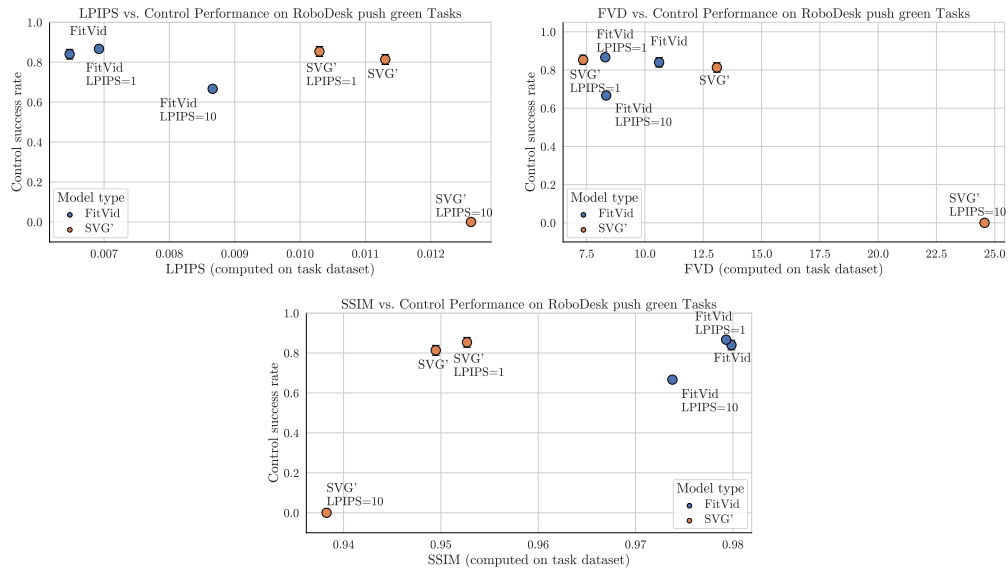 LPIPS vs. Control Performance on RoboDesk push green Tasks
Control success rate
1.0
0.8
0.6
0.4
0.2
0.0
FitVid
FitVid
LPIPS=1
FitVid
LPIPS=10
SVG'
LPIPS=1
SVG'
SVG'
LPIPS=10
Model type
FitVid
SVG'
0.007
0.008
0.009
0.010
0.011
0.012
LPIPS (computed on task dataset)
FVD vs. Control Performance on RoboDesk push green Tasks
Control success rate
1.0
0.8
0.6
0.4
0.2
0.0
FitVid
LPIPS=1
FitVid
SVG'
LPIPS=1
SVG'
FitVid
LPIPS=10
SVG'
LPIPS=10
Model type
FitVid
SVG'
7.5
10.0
12.5
15.0
17.5
20.0
22.5
25.0
FVD (computed on task dataset)
SSIM vs. Control Performance on RoboDesk push green Tasks
Control success rate
1.0
0.8
0.6
0.4
0.2
0.0
FitVid
LPIPS=1
FitVid
SVG'
SVG'
LPIPS=1
FitVid
LPIPS=10
SVG'
LPIPS=10
Model type
FitVid
SVG'
0.94
0.95
0.96
0.97
0.98
SSIM (computed on task dataset)